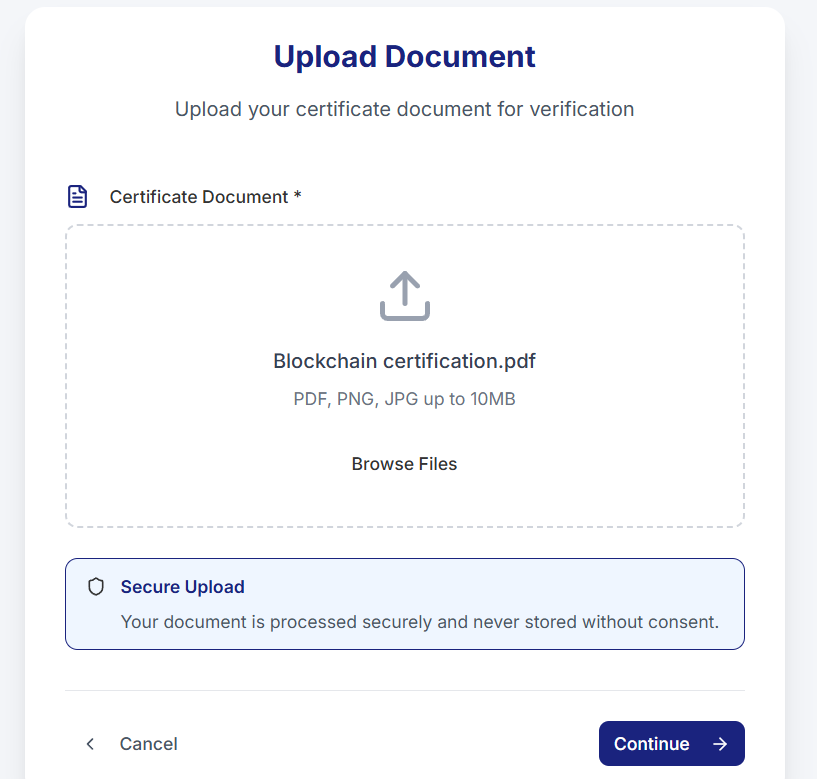 Upload Document
Upload your certificate document for verification
Certificate Document *
Blockchain certification.pdf
PDF, PNG, JPG up to 10MB
Browse Files
Secure Upload
Your document is processed securely and never stored without consent.
Cancel
Continue